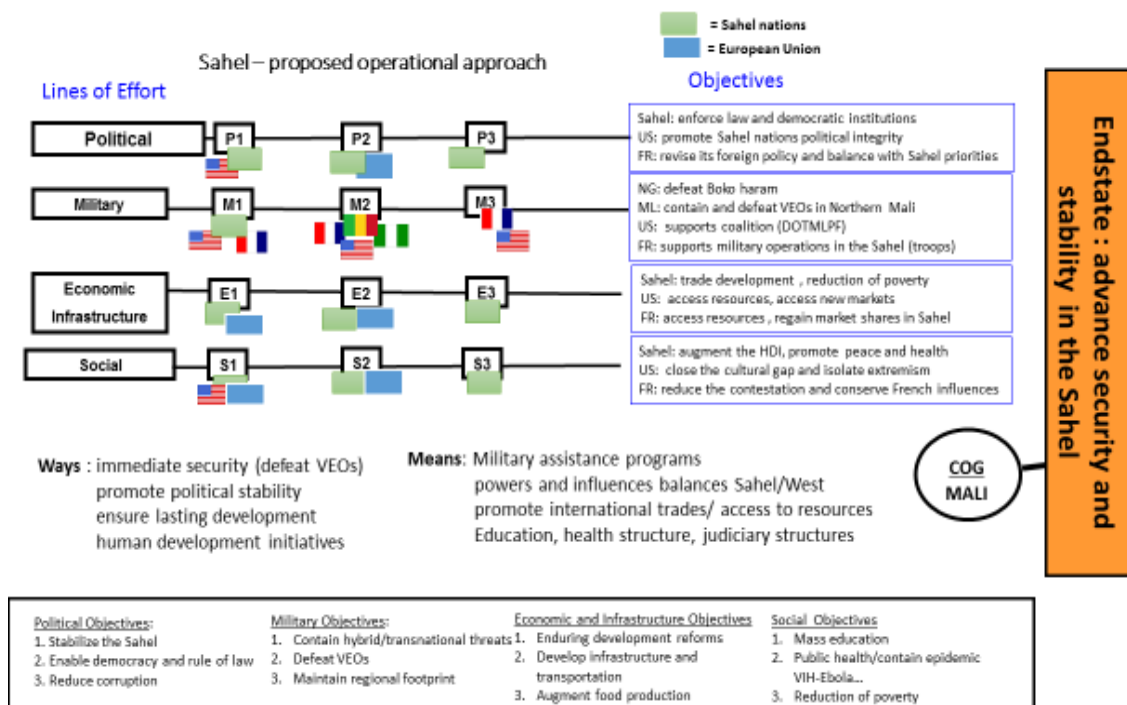 = Sahel nations
= European Union
Sahel – proposed operational approach
Lines of Effort
Objectives
Political
P1
P2
P3
Sahel: enforce law and democratic institutions
US: promote Sahel nations political integrity
FR: revise its foreign policy and balance with Sahel priorities
Military
M1
M2
M3
NG: defeat Boko haram
ML: contain and defeat VEOs in Northern Mali
US: supports coalition (DOTMLPF)
FR: supports military operations in the Sahel (troops)
Economic
Infrastructure
E1
E2
E3
Sahel: trade development , reduction of poverty
US: access resources, access new markets
FR: access resources , regain market shares in Sahel
Social
S1
S2
S3
Sahel: augment the HDI, promote peace and health
US: close the cultural gap and isolate extremism
FR: reduce the contestation and conserve French influences
Endstate : advance security and
stability in the Sahel
COG
MALI
Ways : immediate security (defeat VEOs)
promote political stability
ensure lasting development
human development initiatives
Means: Military assistance programs
powers and influences balances Sahel/West
promote international trades/ access to resources
Education, health structure, judiciary structures
Political Objectives:
1. Stabilize the Sahel
2. Enable democracy and rule of law
3. Reduce corruption
Military Objectives:
1. Contain hybrid/transnational threats
2. Defeat VEOs
3. Maintain regional footprint
Economic and Infrastructure Objectives
1. Enduring development reforms
2. Develop infrastructure and
transportation
3. Augment food production
Social Objectives
1. Mass education
2. Public health/contain epidemic
VIH-Ebola...
3. Reduction of poverty